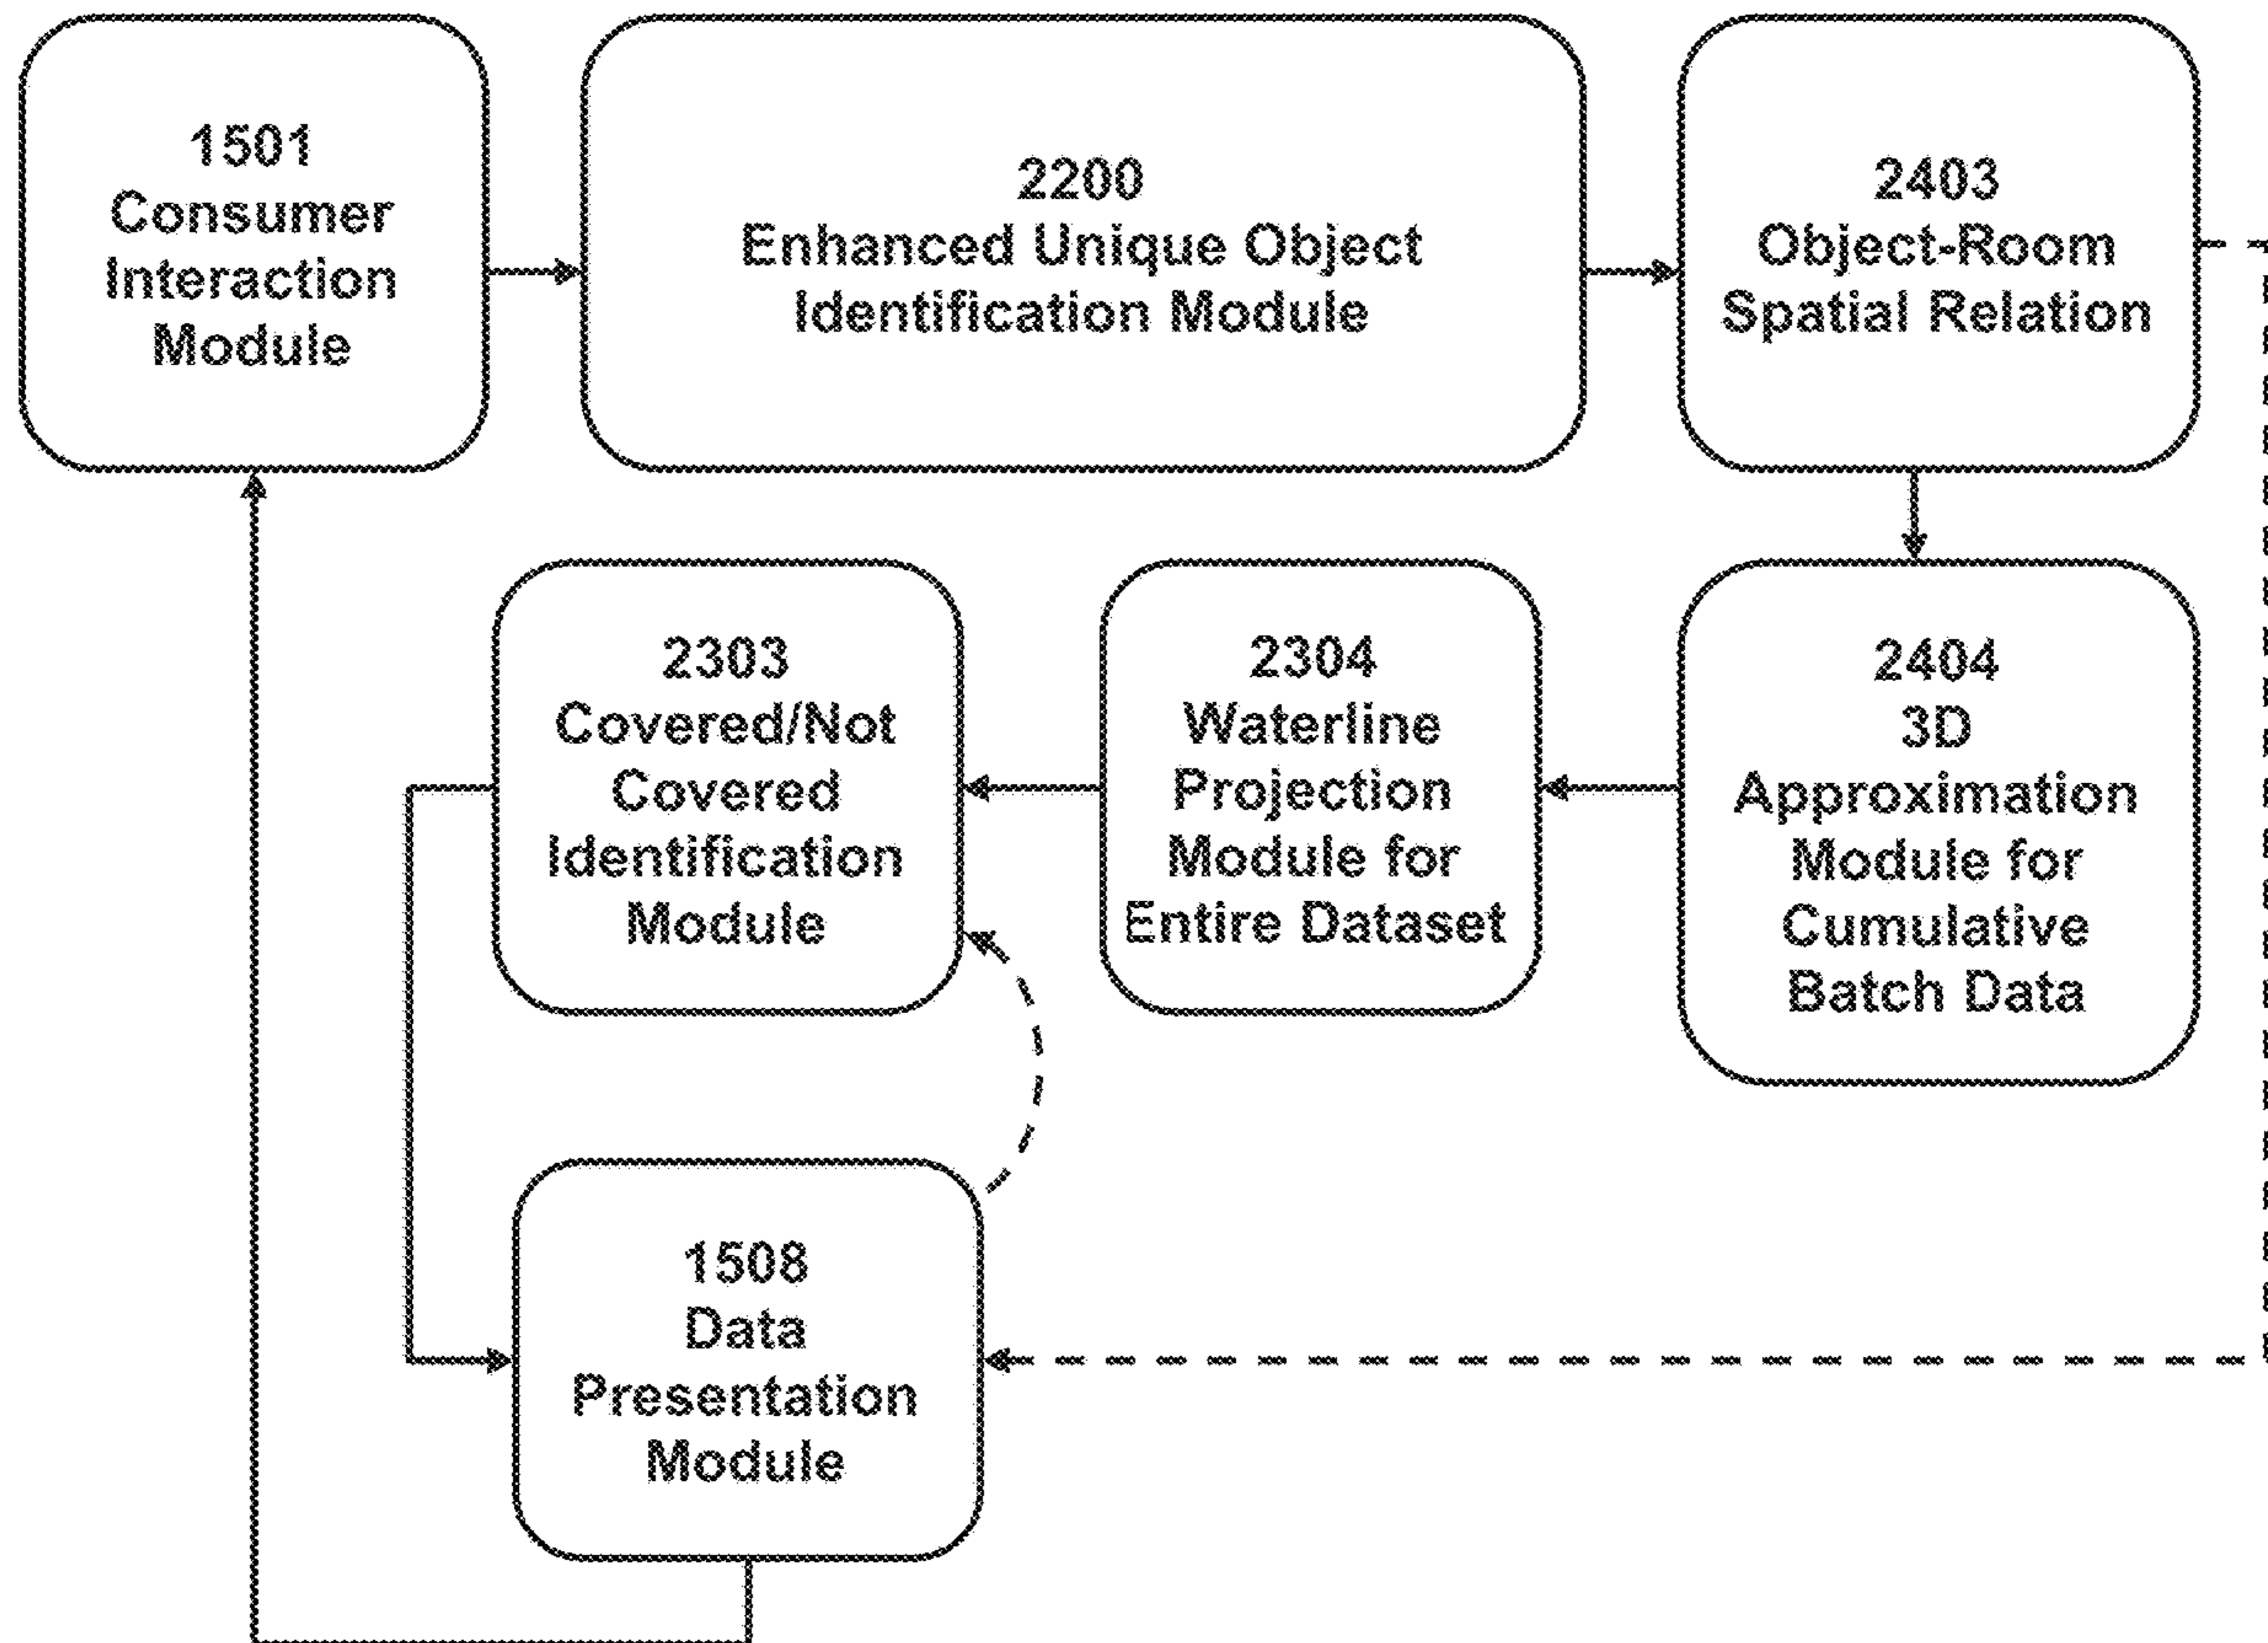 1501
Consumer
Interaction
Module
2200
Enhanced Unique Object
Identification Module
2403
Object-Room
Spatial Relation
2303
Covered/Not
Covered
Identification
Module
2304
Waterline
Projection
Module for
Entire Dataset
2404
3D
Approximation
Module for
Cumulative
Batch Data
1508
Data
Presentation
Module